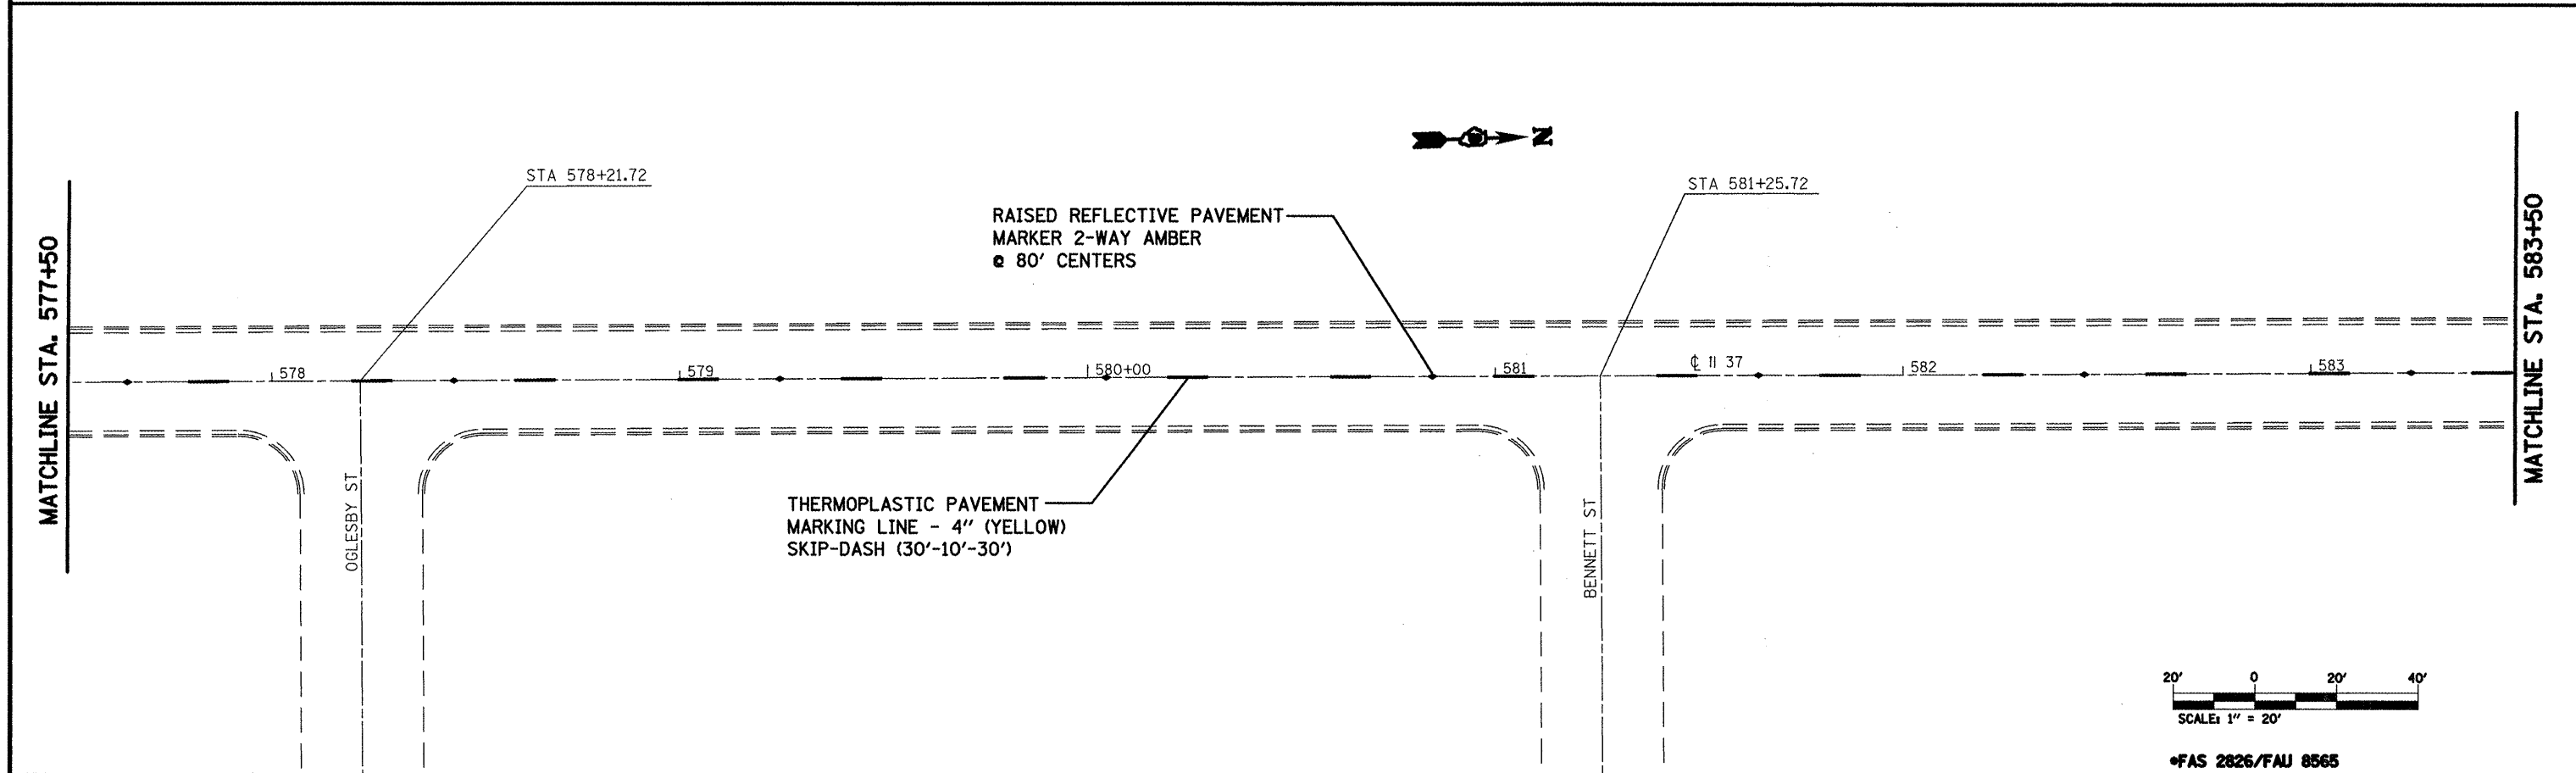 N
STA 578+21.72
STA 581+25.72
RAISED REFLECTIVE PAVEMENT
MARKER 2-WAY AMBER
@ 80' CENTERS
MATCHLINE STA. 577+50
MATCHLINE STA. 583+50
578
579
580+00
581
℄ Il 37
582
583
THERMOPLASTIC PAVEMENT
MARKING LINE - 4" (YELLOW)
SKIP-DASH (30'-10'-30')
OGLESBY ST
BENNETT ST
20' 0 20' 40'
SCALE: 1" = 20'
*FAS 2826/FAU 8565